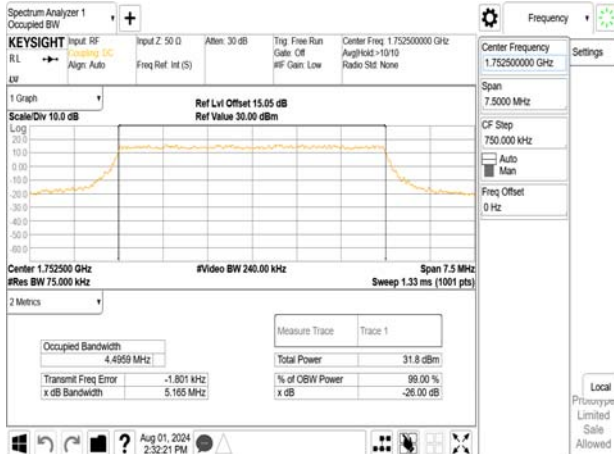 Spectrum Analyzer 1
Occupied BW
+
Frequency
KEYSIGHT Input: RF Input Z: 50 Ω Atten: 30 dB Trig: Free Run Center Freq: 1.752500000 GHz
RL Coupling: DC Gate: Off Avg|Hold:>10/10
Align: Auto Freq Ref: Int (S) #IF Gain: Low Radio Std: None
LW
Center Frequency
1.752500000 GHz
Settings
Span
7.5000 MHz
CF Step
750.000 kHz
Auto
Man
Freq Offset
0 Hz
1 Graph
Ref Lvl Offset 15.05 dB
Scale/Div 10.0 dB Ref Value 30.00 dBm
Log
20.0
10.0
0.00
-10.0
-20.0
-30.0
-40.0
-50.0
-60.0
Center 1.752500 GHz #Video BW 240.00 kHz Span 7.5 MHz
#Res BW 75.000 kHz Sweep 1.33 ms (1001 pts)
2 Metrics
Measure Trace Trace 1
Occupied Bandwidth
4.4959 MHz Total Power 31.8 dBm
Transmit Freq Error -1.801 kHz % of OBW Power 99.00 %
x dB Bandwidth 5.165 MHz x dB -26.00 dB
Local
Prototype
Limited
Sale
Allowed
? Aug 01, 2024
2:32:21 PM